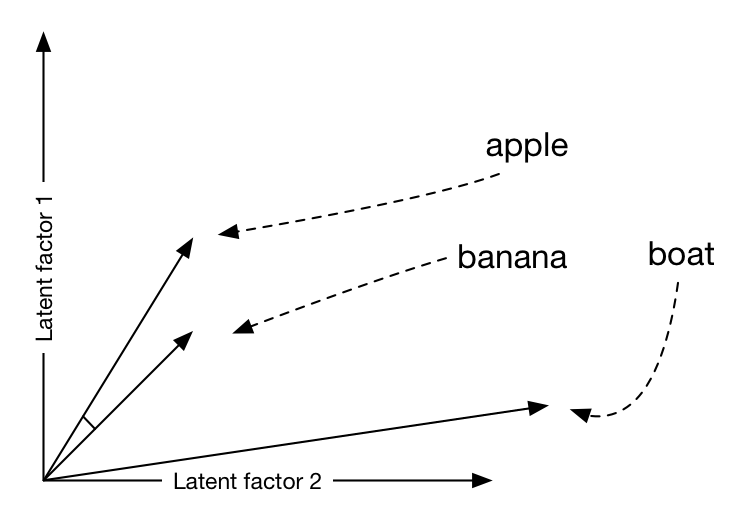 apple
banana
boat
Latent factor 1
Latent factor 2